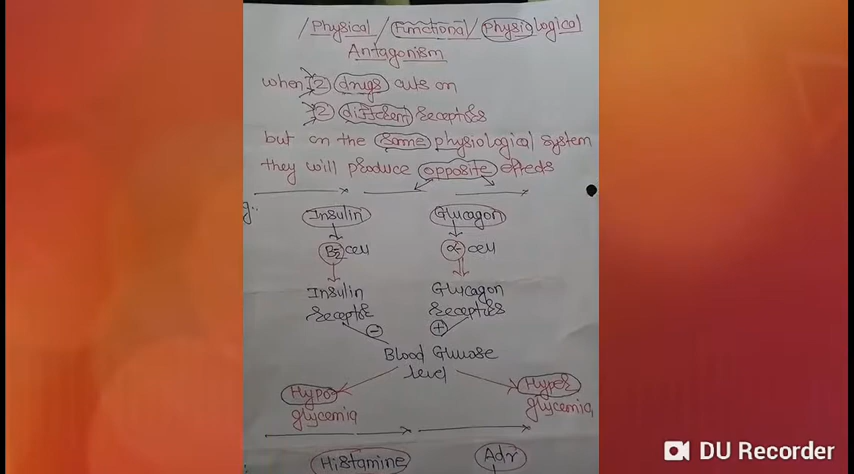 /Physical/Functional/Physiological
Antagonism
when 2 drugs acts on
2 different receptors
but on the same physiological system
they will produce opposite effects
g:.
Insulin Glucagon
B2 cell α- cell
Insulin Glucagon
receptor receptors
- +
Blood Glucose
level
Hypo Hyper
glycemia glycemia
Histamine Adr
DU Recorder